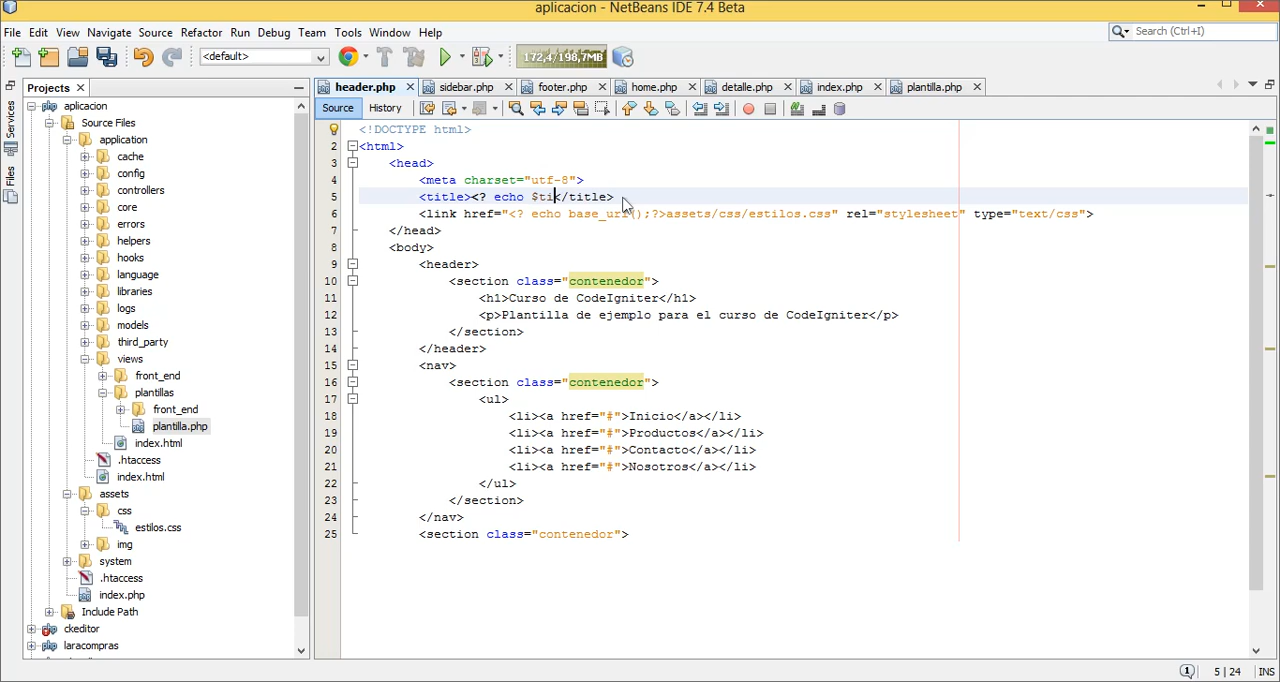 aplicacion - NetBeans IDE 7.4 Beta
File Edit View Navigate Source Refactor Run Debug Team Tools Window Help
Search (Ctrl+I)
<default>
172,4/198,7MB
Projects
header.php sidebar.php footer.php home.php detalle.php index.php plantilla.php
Source History
Services
Files
aplicacion
Source Files
application
cache
config
controllers
core
errors
helpers
hooks
language
libraries
logs
models
third_party
views
front_end
plantillas
front_end
plantilla.php
index.html
.htaccess
index.html
assets
css
estilos.css
img
system
.htaccess
index.php
Include Path
ckeditor
laracompras
<!DOCTYPE html>
2 <html>
3 <head>
4 <meta charset="utf-8">
5 <title><? echo $ti</title>
6 <link href="<? echo base_url();?>assets/css/estilos.css" rel="stylesheet" type="text/css">
7 </head>
8 <body>
9 <header>
10 <section class="contenedor">
11 <h1>Curso de CodeIgniter</h1>
12 <p>Plantilla de ejemplo para el curso de CodeIgniter</p>
13 </section>
14 </header>
15 <nav>
16 <section class="contenedor">
17 <ul>
18 <li><a href="#">Inicio</a></li>
19 <li><a href="#">Productos</a></li>
20 <li><a href="#">Contacto</a></li>
21 <li><a href="#">Nosotros</a></li>
22 </ul>
23 </section>
24 </nav>
25 <section class="contenedor">
1 5 | 24 INS